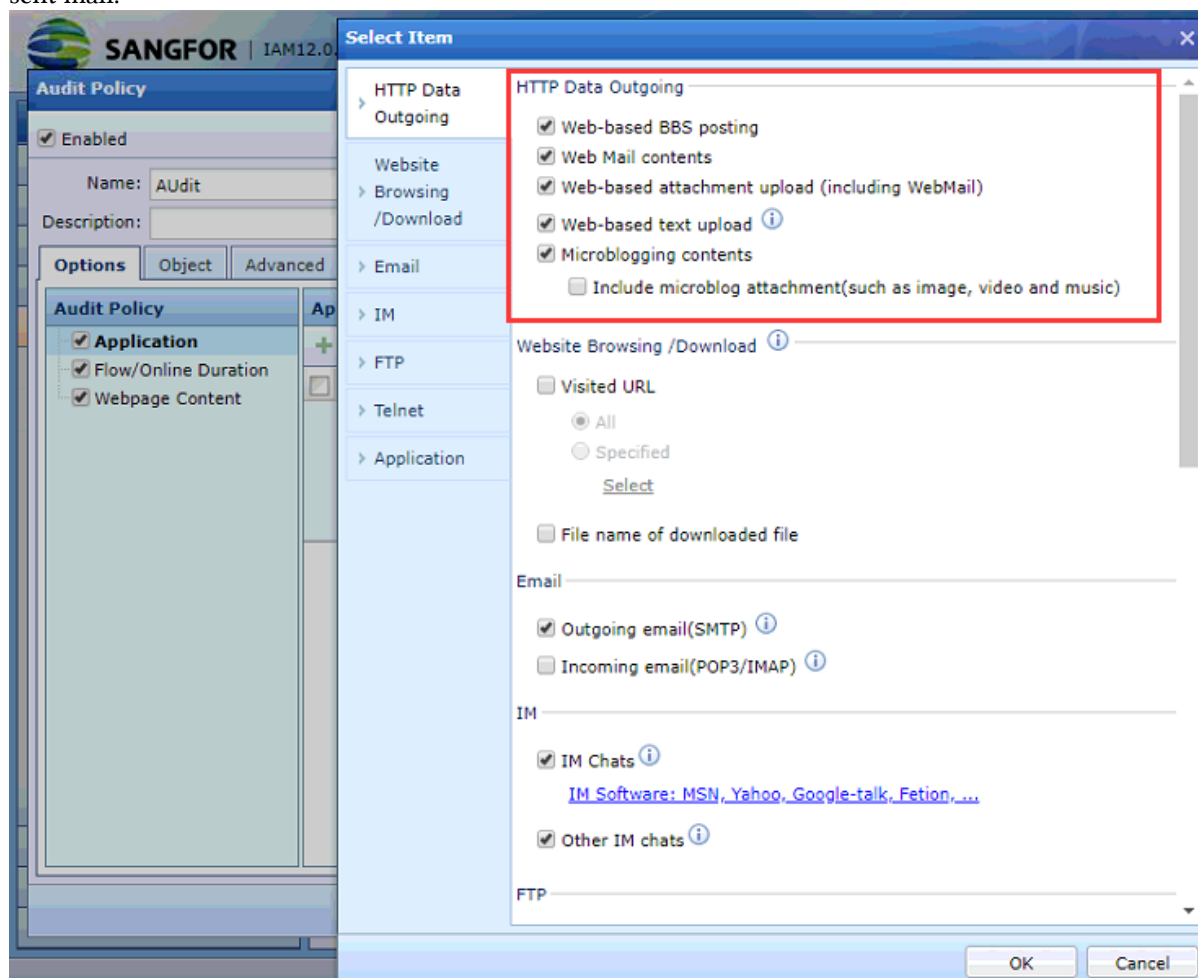 sent mail.
SANGFOR | IAM12.0.
Select Item
Audit Policy
Enabled
Name: AUdit
Description:
Options Object Advanced
Audit Policy
Ap
Application
Flow/Online Duration
Webpage Content
HTTP Data
Outgoing
Website
Browsing
/Download
Email
IM
FTP
Telnet
Application
HTTP Data Outgoing
Web-based BBS posting
Web Mail contents
Web-based attachment upload (including WebMail)
Web-based text upload
Microblogging contents
Include microblog attachment(such as image, video and music)
Website Browsing /Download
Visited URL
All
Specified
Select
File name of downloaded file
Email
Outgoing email(SMTP)
Incoming email(POP3/IMAP)
IM
IM Chats
IM Software: MSN, Yahoo, Google-talk, Fetion, ...
Other IM chats
FTP
OK Cancel